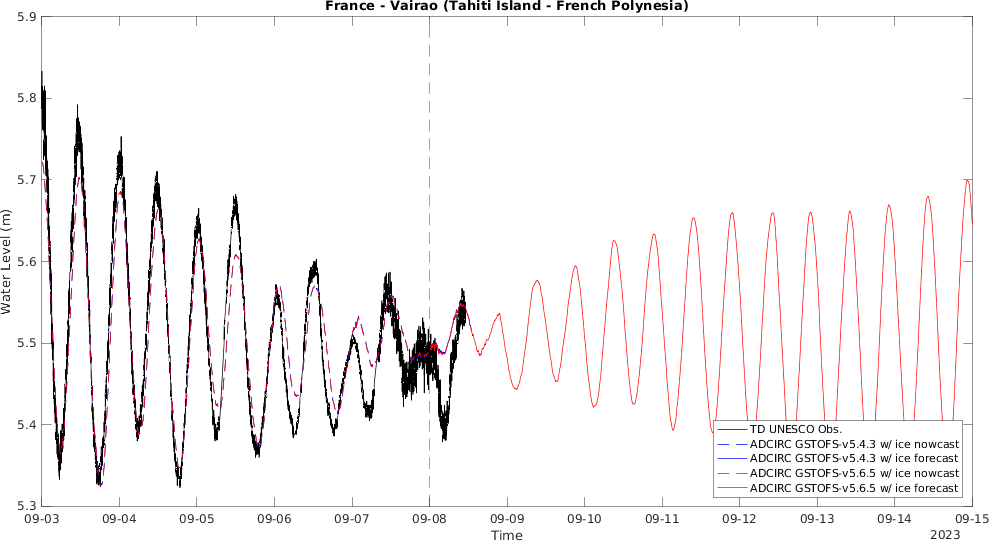 France - Vairao (Tahiti Island - French Polynesia)
5.9
5.8
5.7
5.6
5.5
5.4
5.3
Water Level (m)
TD UNESCO Obs.
ADCIRC GSTOFS-v5.4.3 w/ ice nowcast
ADCIRC GSTOFS-v5.4.3 w/ ice forecast
ADCIRC GSTOFS-v5.6.5 w/ ice nowcast
ADCIRC GSTOFS-v5.6.5 w/ ice forecast
09-03 09-04 09-05 09-06 09-07 09-08 09-09 09-10 09-11 09-12 09-13 09-14 09-15
Time
2023